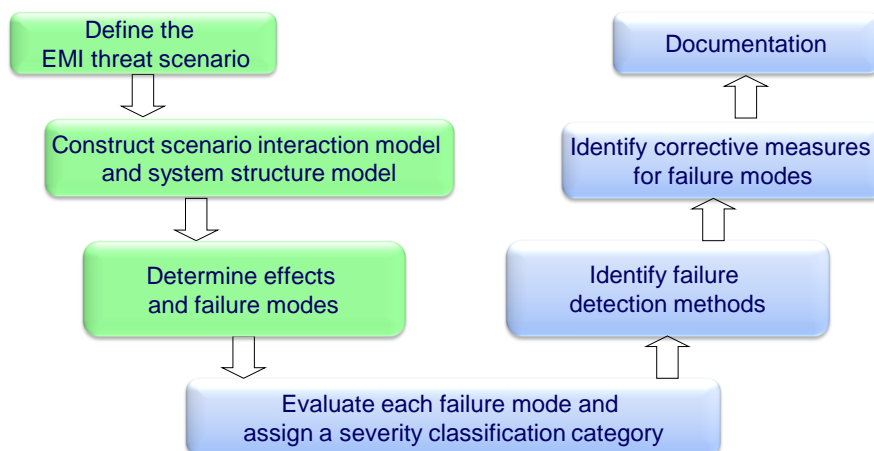 Define the
EMI threat scenario
Construct scenario interaction model
and system structure model
Determine effects
and failure modes
Evaluate each failure mode and
assign a severity classification category
Identify failure
detection methods
Identify corrective measures
for failure modes
Documentation